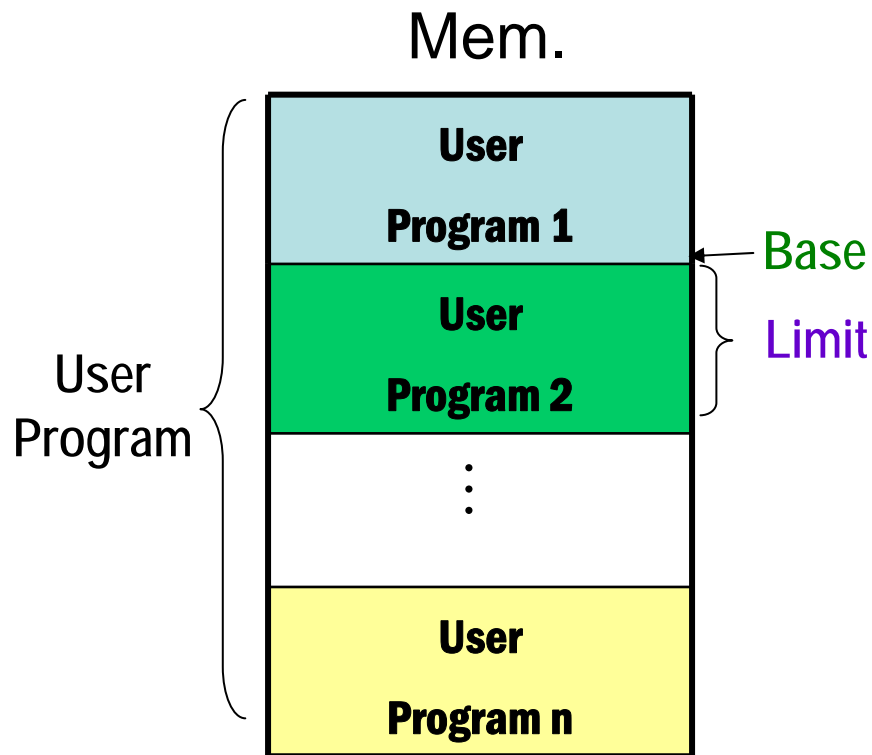 Mem.
User
Program 1
Base
User
Program 2
Limit
User
Program
⋮
User
Program n